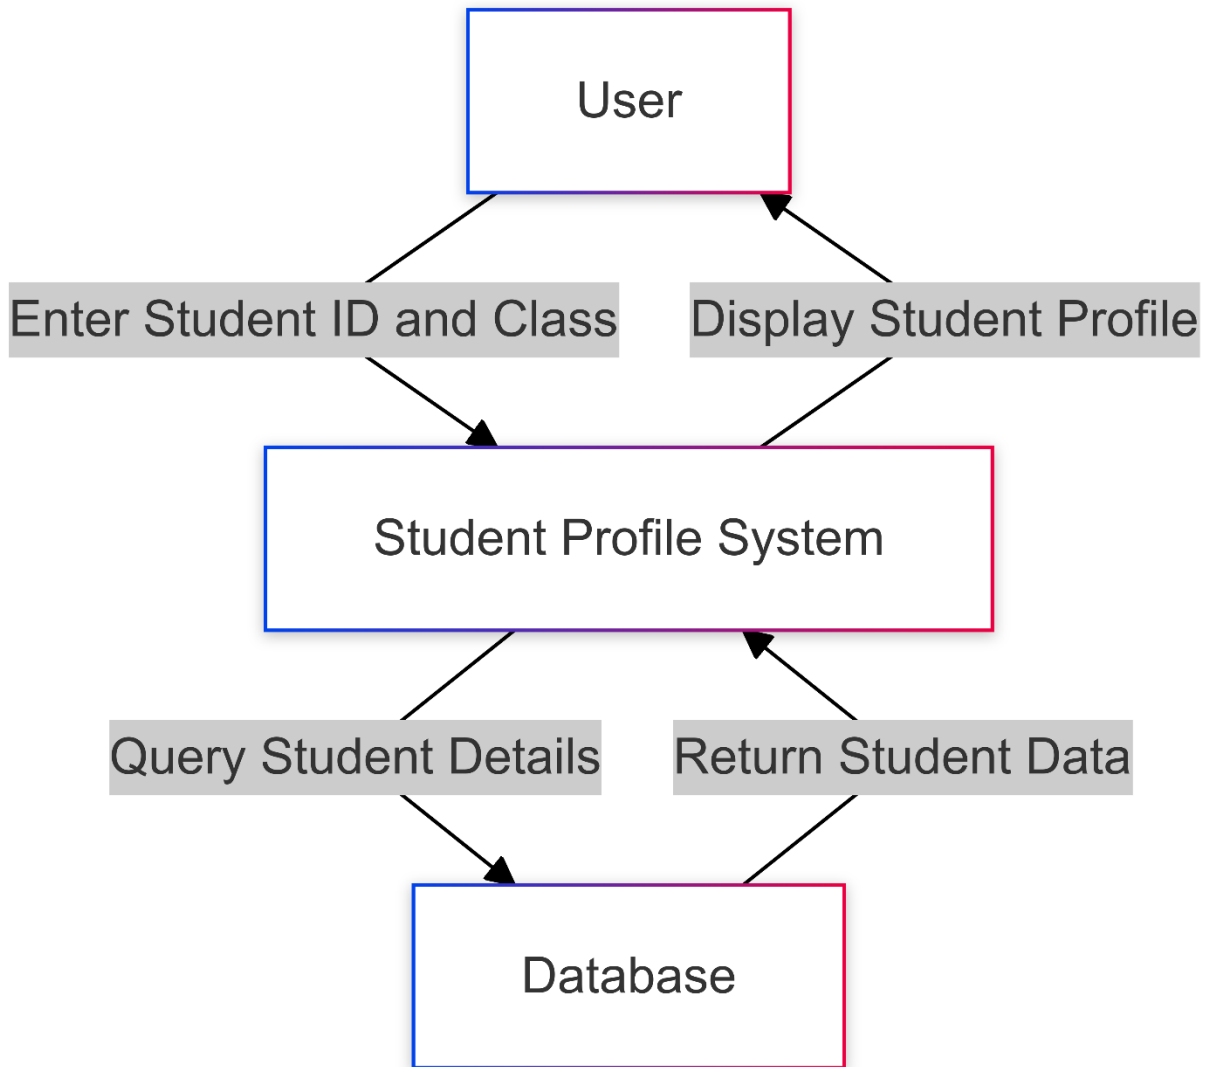 User
Enter Student ID and Class
Display Student Profile
Student Profile System
Query Student Details
Return Student Data
Database